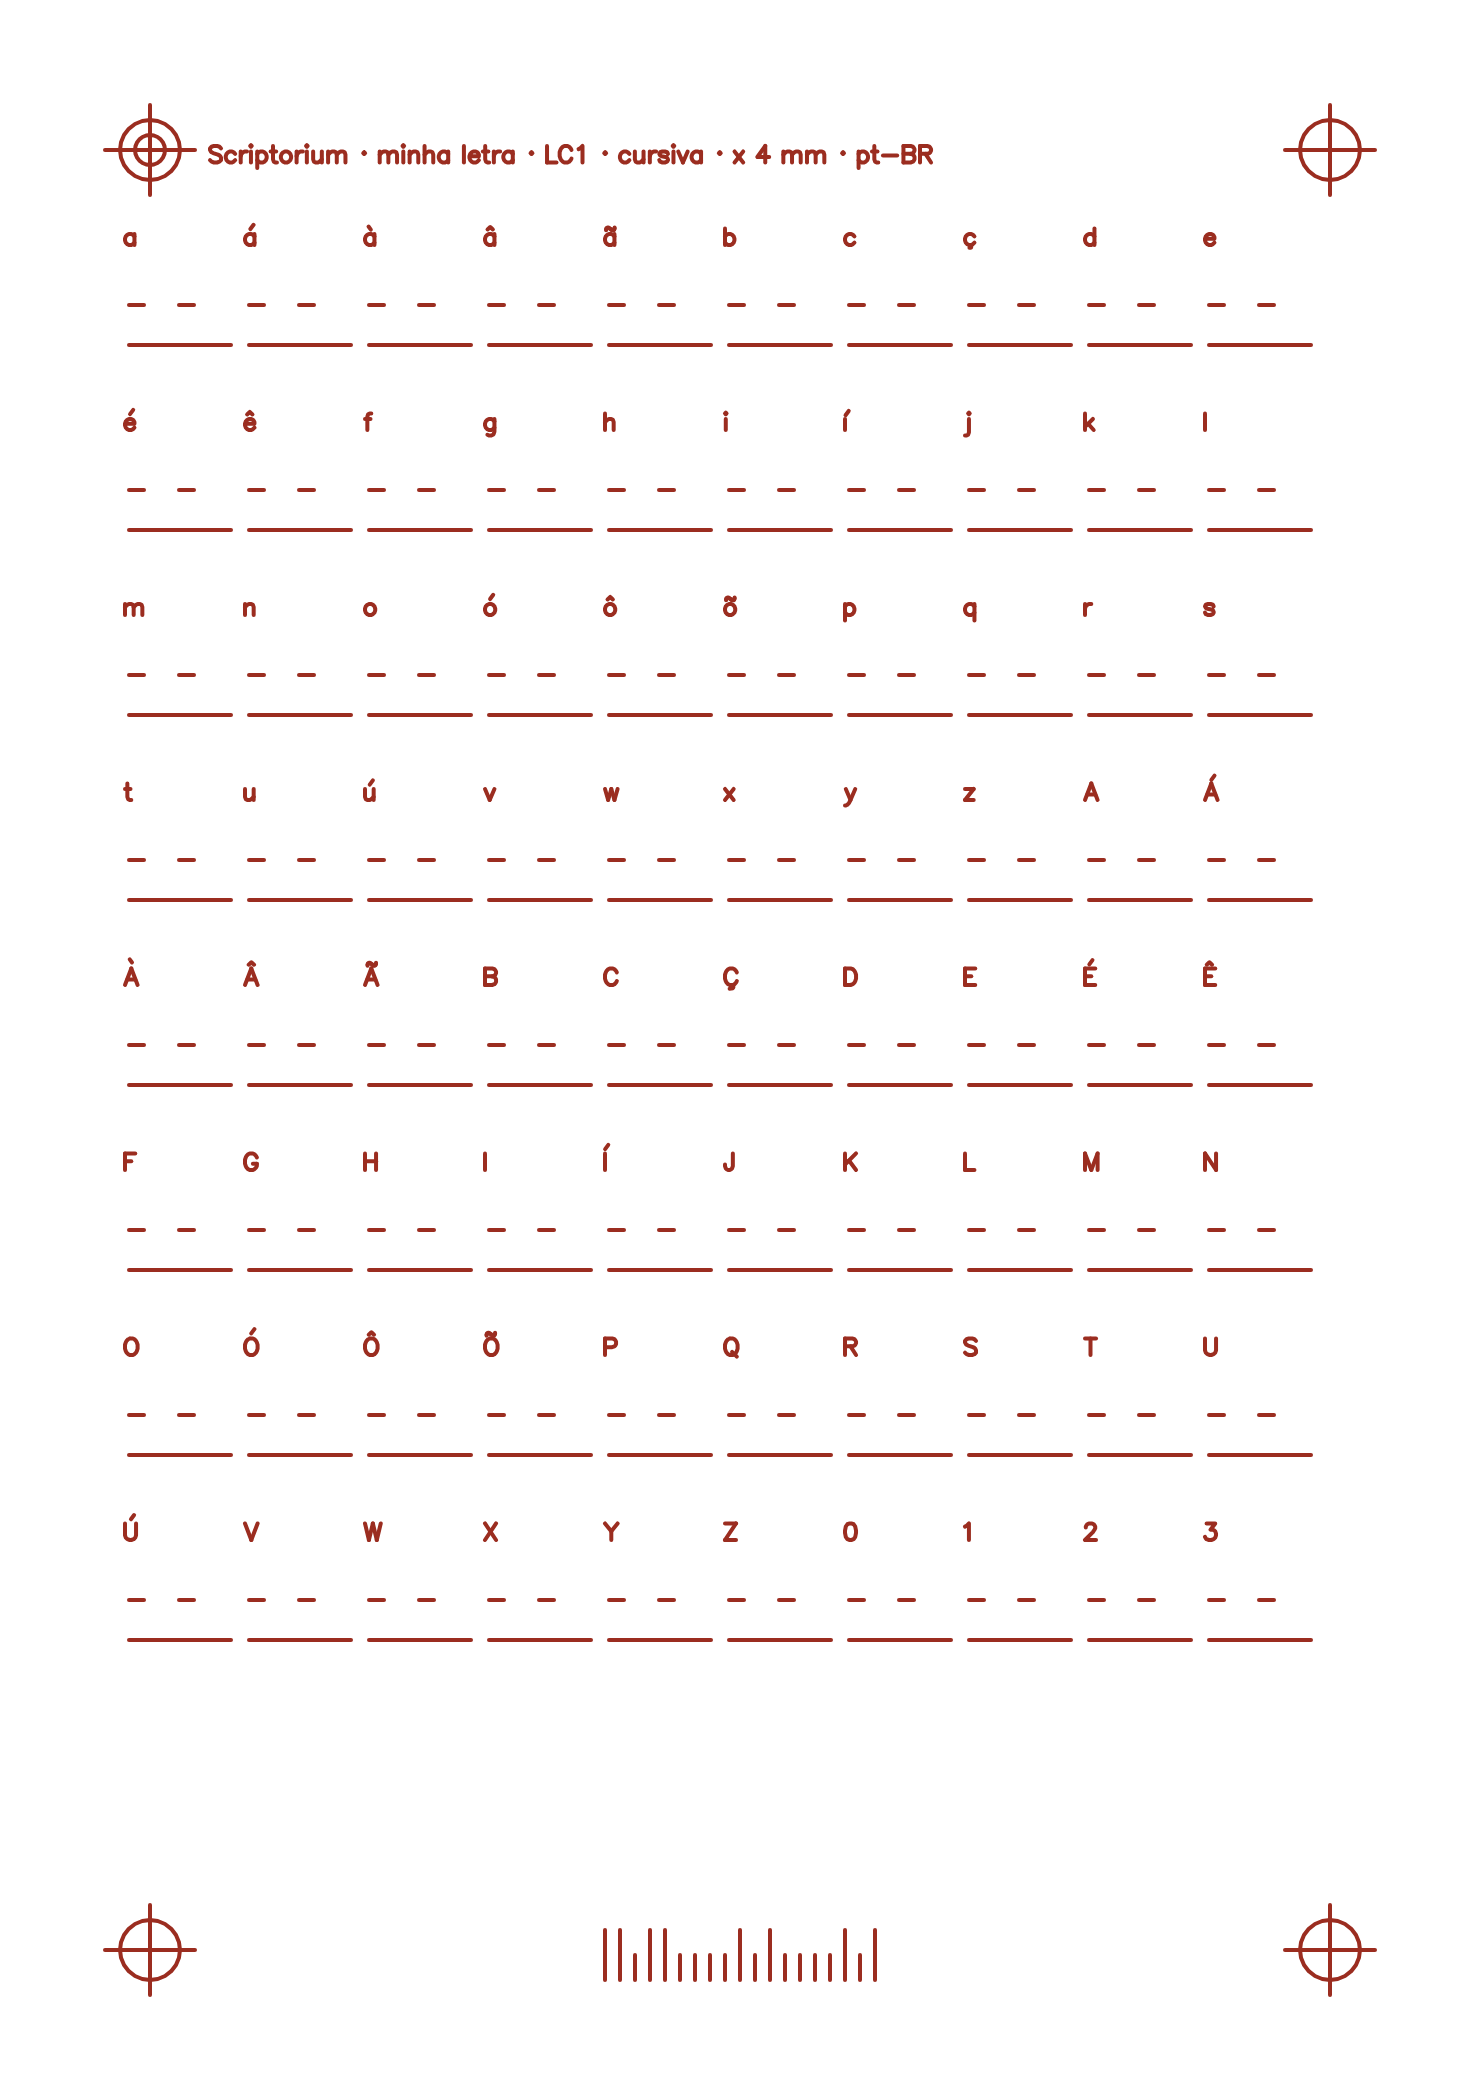 Scriptorium · minha letra · LC1 · cursiva · x 4 mm · pt-BR
a á à â ã b c ç d e
é ê f g h i í j k l
m n o ó ô õ p q r s
t u ú v w x y z A Á
À Â Ã B C Ç D E É Ê
F G H I Í J K L M N
O Ó Ô Õ P Q R S T U
Ú V W X Y Z 0 1 2 3